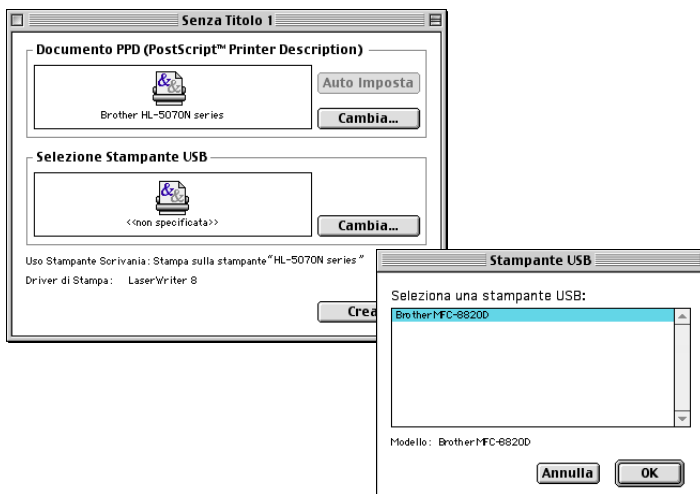 Senza Titolo 1
Documento PPD (PostScript™ Printer Description)
Auto Imposta
Brother HL-5070N series
Cambia...
Selezione Stampante USB
<<non specificata>>
Cambia...
Uso Stampante Scrivania: Stampa sulla stampante "HL-5070N series"
Driver di Stampa: LaserWriter 8
Crea
Stampante USB
Seleziona una stampante USB:
Brother MFC-8820D
Modello: Brother MFC-8820D
Annulla
OK